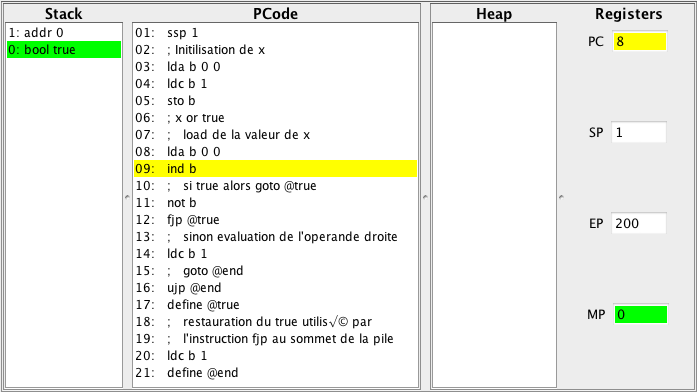 Stack
1: addr 0
0: bool true
PCode
01: ssp 1
02: ; Initilisation de x
03: lda b 0 0
04: ldc b 1
05: sto b
06: ; x or true
07: ; load de la valeur de x
08: lda b 0 0
09: ind b
10: ; si true alors goto @true
11: not b
12: fjp @true
13: ; sinon evaluation de l'operande droite
14: ldc b 1
15: ; goto @end
16: ujp @end
17: define @true
18: ; restauration du true utilis√© par
19: ; l'instruction fjp au sommet de la pile
20: ldc b 1
21: define @end
Heap
Registers
PC 8
SP 1
EP 200
MP 0